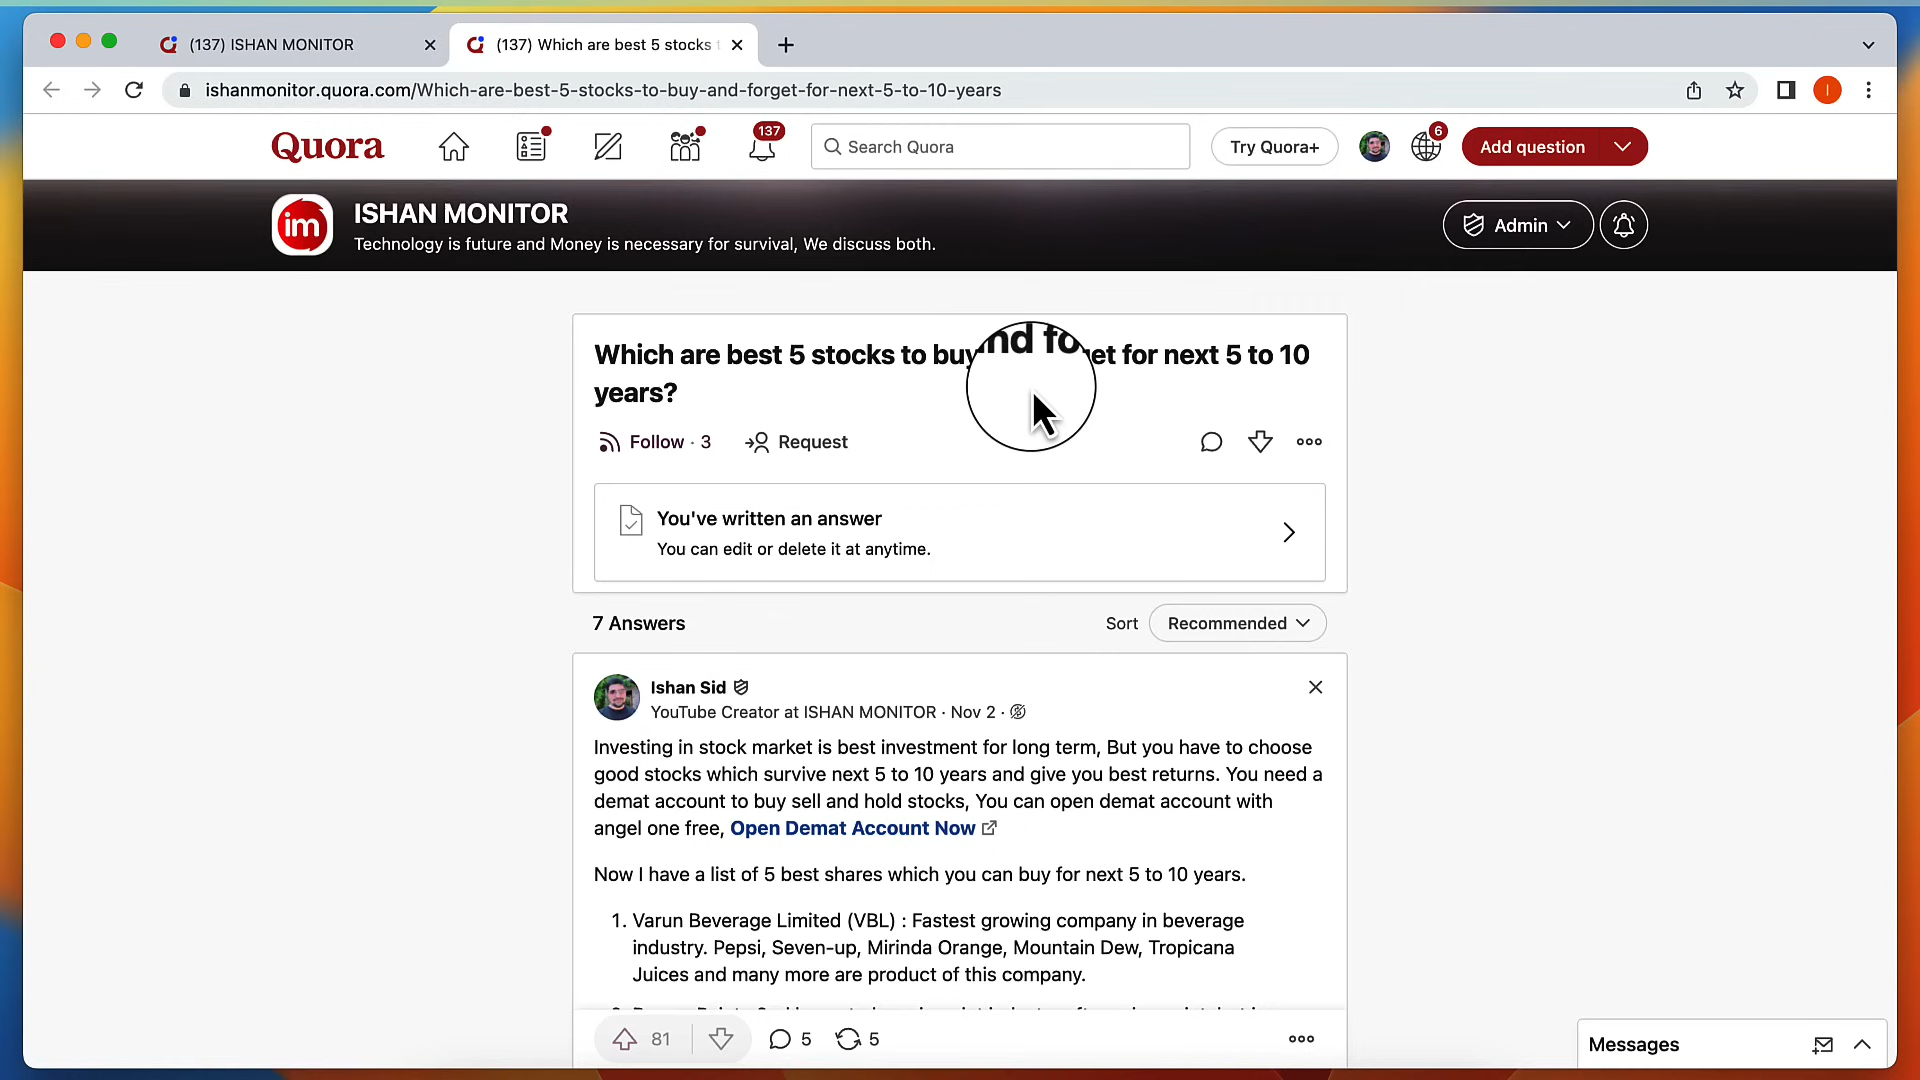 (137) ISHAN MONITOR
(137) Which are best 5 stocks
ishanmonitor.quora.com/Which-are-best-5-stocks-to-buy-and-forget-for-next-5-to-10-years
I
Quora
137
Search Quora
Try Quora+
6
Add question
im
ISHAN MONITOR
Technology is future and Money is necessary for survival, We discuss both.
Admin
Which are best 5 stocks to buy and forget for next 5 to 10
years?
Follow · 3
Request
You've written an answer
You can edit or delete it at anytime.
7 Answers
Sort
Recommended
Ishan Sid
YouTube Creator at ISHAN MONITOR · Nov 2 ·
Investing in stock market is best investment for long term, But you have to choose
good stocks which survive next 5 to 10 years and give you best returns. You need a
demat account to buy sell and hold stocks, You can open demat account with
angel one free, Open Demat Account Now
Now I have a list of 5 best shares which you can buy for next 5 to 10 years.
1. Varun Beverage Limited (VBL) : Fastest growing company in beverage
industry. Pepsi, Seven-up, Mirinda Orange, Mountain Dew, Tropicana
Juices and many more are product of this company.
81
5
5
Messages